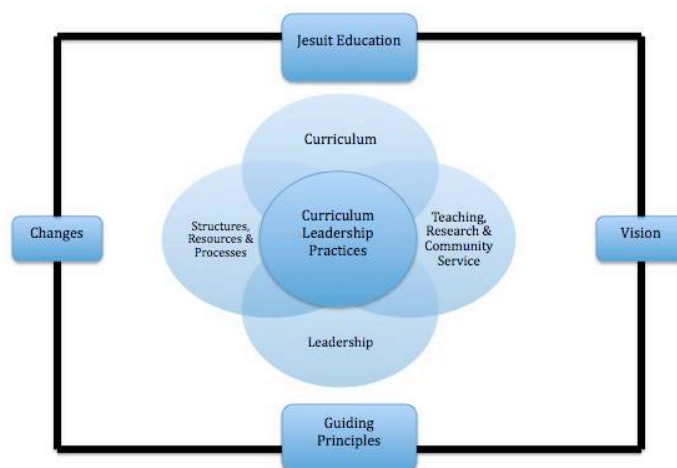 Jesuit Education
Curriculum
Structures,
Resources &
Processes
Curriculum
Leadership
Practices
Teaching,
Research &
Community
Service
Changes
Vision
Leadership
Guiding
Principles